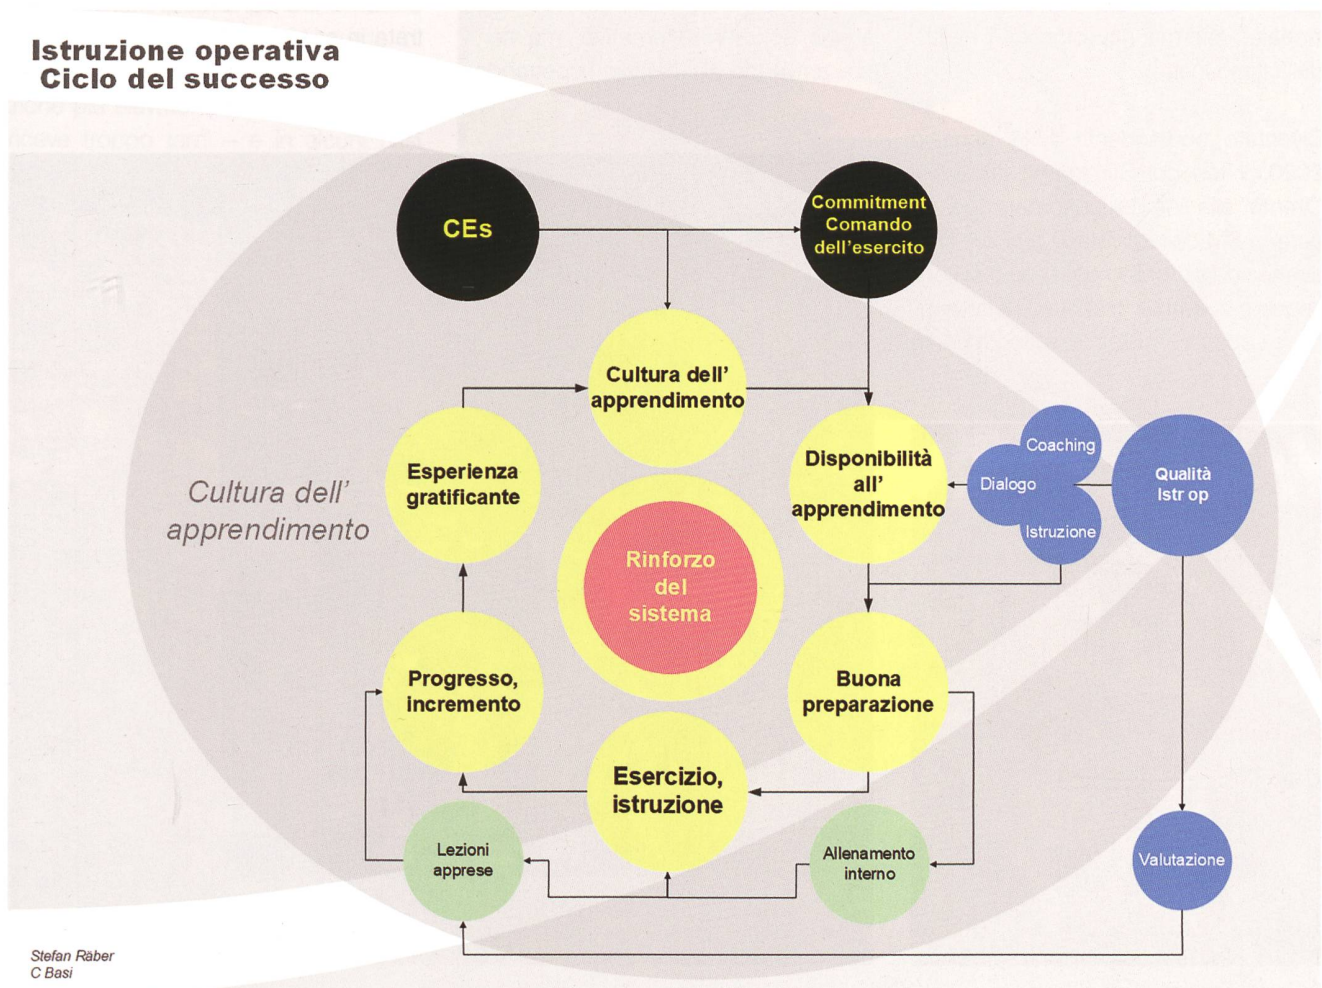 Istruzione operativa
Ciclo del successo
CEs
Commitment
Comando
dell'esercito
Cultura dell'
apprendimento
Esperienza
gratificante
Disponibilità
all'
apprendimento
Coaching
Dialogo
Istruzione
Qualità
Istr op
Cultura dell'
apprendimento
Rinforzo
del
sistema
Progresso,
incremento
Buona
preparazione
Esercizio,
istruzione
Lezioni
apprese
Allenamento
interno
Valutazione
Stefan Räber
C Basi